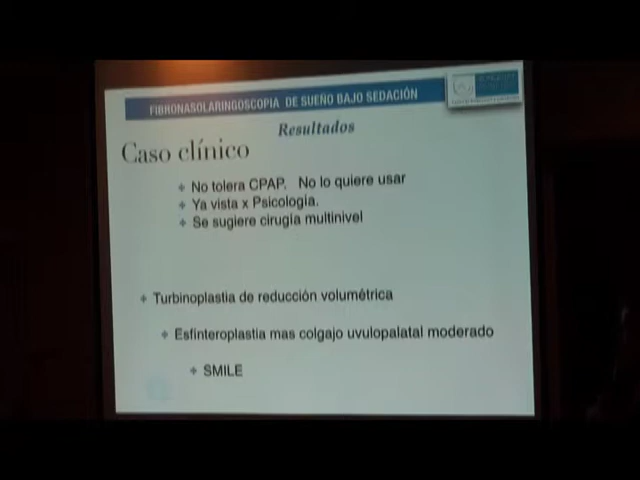 FIBRONASOLARINGOSCOPIA DE SUEÑO BAJO SEDACIÓN
Resultados
Caso clínico
No tolera CPAP. No lo quiere usar
Ya vista x Psicología.
Se sugiere cirugía multinivel
Turbinoplastia de reducción volumétrica
Esfinteroplastia mas colgajo uvulopalatal moderado
SMILE